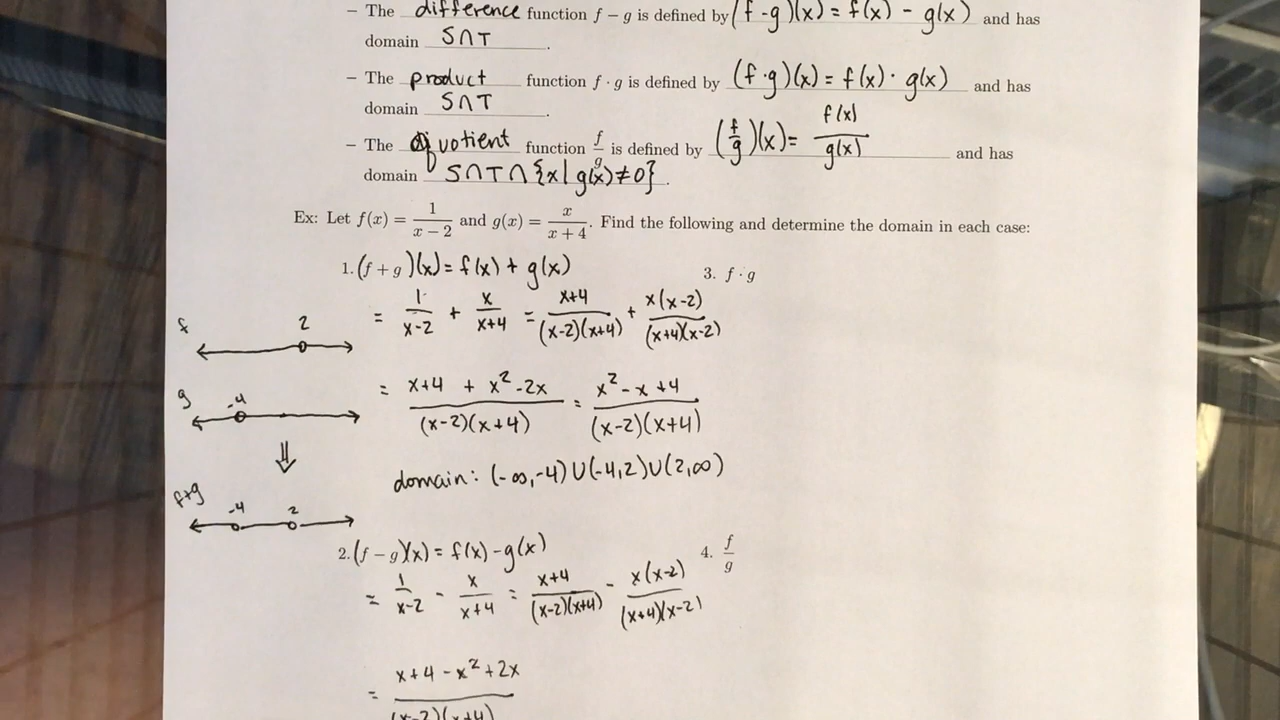 – The difference function f − g is defined by (f - g)(x) = f(x) - g(x) and has
domain S∩T.
– The product function f · g is defined by (f · g)(x) = f(x) · g(x) and has
domain S∩T.
– The quotient function f/g is defined by (f/g)(x) = f(x)/g(x) and has
domain S∩T∩{x | g(x) ≠ 0}.
Ex: Let f(x) = 1/(x − 2) and g(x) = x/(x + 4). Find the following and determine the domain in each case:
1. (f + g)(x) = f(x) + g(x)
= 1/(x-2) + x/(x+4) = (x+4)/((x-2)(x+4)) + x(x-2)/((x+4)(x-2))
f 2
= (x+4 + x²-2x)/((x-2)(x+4)) = (x²-x+4)/((x-2)(x+4))
g -4
⇓
domain: (-∞,-4)∪(-4,2)∪(2,∞)
f+g -4 2
2. (f − g)(x) = f(x) - g(x)
= 1/(x-2) - x/(x+4) = (x+4)/((x-2)(x+4)) - x(x-2)/((x+4)(x-2))
= (x+4-x²+2x)/((x-2)(x+4))
3. f · g
4. f/g